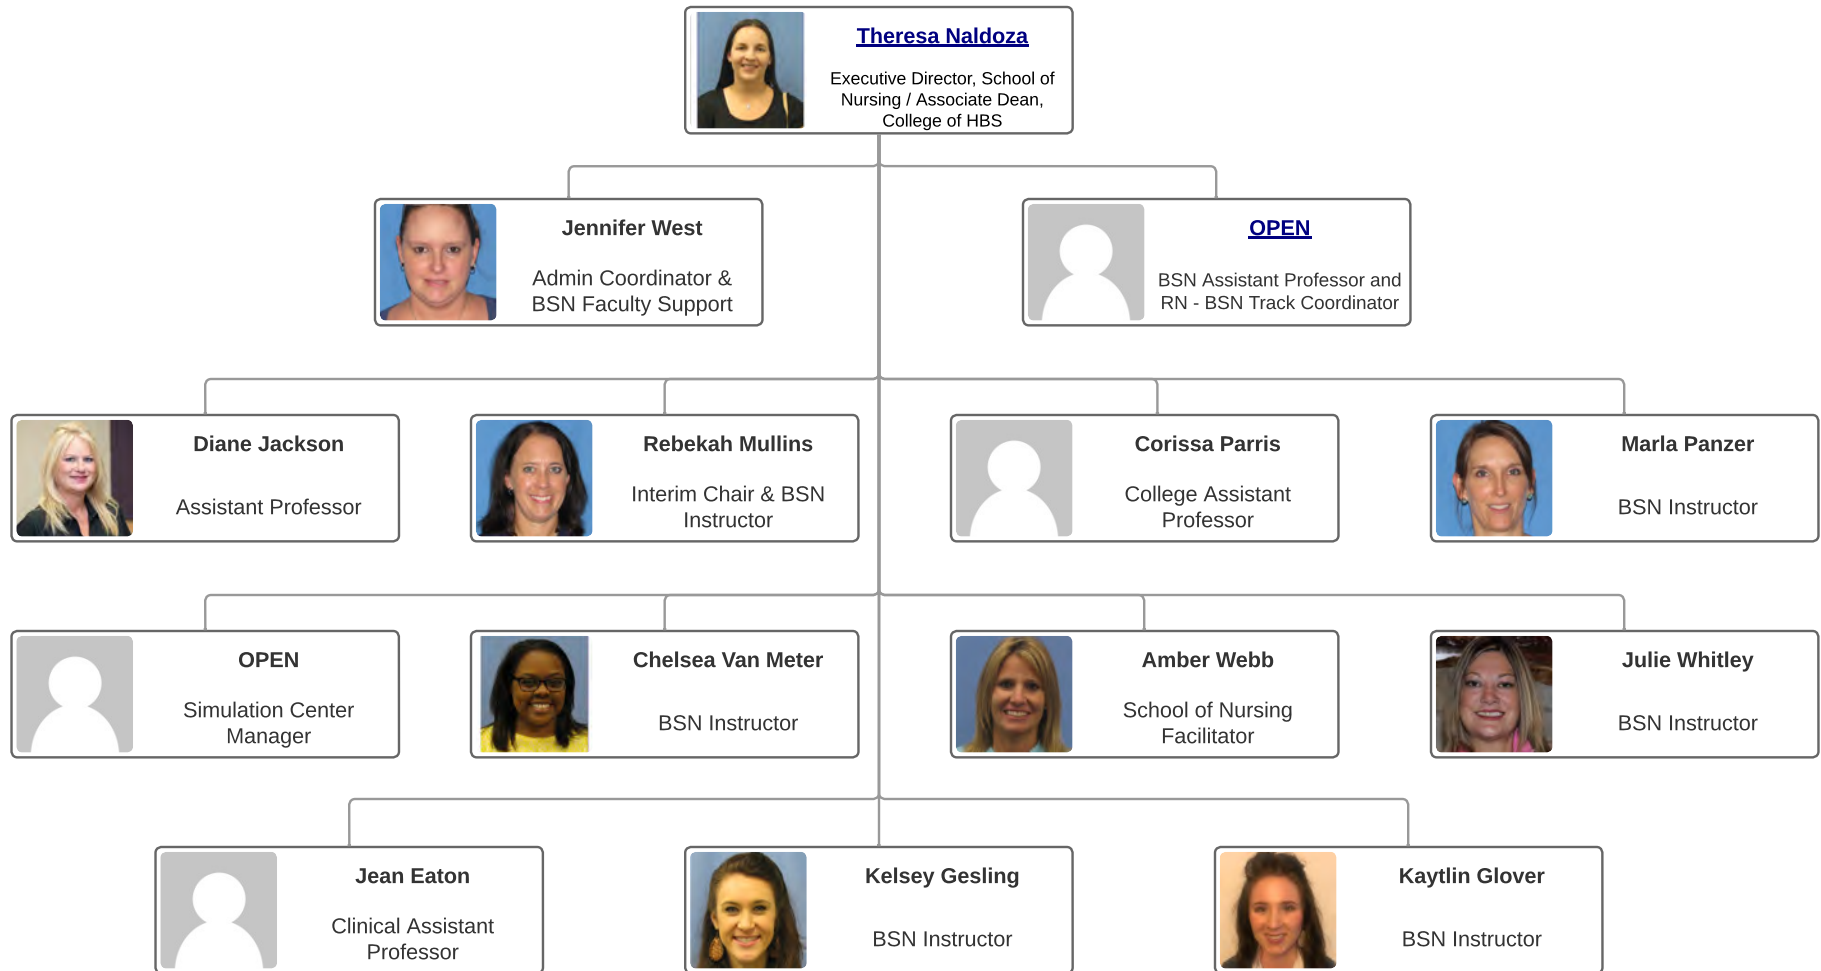 Theresa Naldoza
Executive Director, School of
Nursing / Associate Dean,
College of HBS
Jennifer West
Admin Coordinator &
BSN Faculty Support
OPEN
BSN Assistant Professor and
RN - BSN Track Coordinator
Diane Jackson
Assistant Professor
Rebekah Mullins
Interim Chair & BSN
Instructor
Corissa Parris
College Assistant
Professor
Marla Panzer
BSN Instructor
OPEN
Simulation Center
Manager
Chelsea Van Meter
BSN Instructor
Amber Webb
School of Nursing
Facilitator
Julie Whitley
BSN Instructor
Jean Eaton
Clinical Assistant
Professor
Kelsey Gesling
BSN Instructor
Kaytlin Glover
BSN Instructor